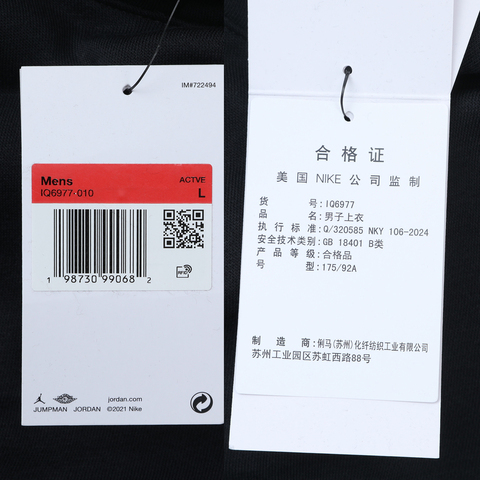 IM#722494
Mens
ACTVE
IQ6977-010
L
1 98730 99068 2
RFID
JUMPMAN JORDAN
jordan.com
©2021 Nike
合格证
美国 NIKE 公司监制
货号: IQ6977
品名: 男子上衣
执行标准: Q/320585 NKY 106-2024
安全技术类别: GB 18401 B类
产品等级: 合格品
号型: 175/92A
制造商: 俐马(苏州)化纤纺织工业有限公司
苏州工业园区苏虹西路88号